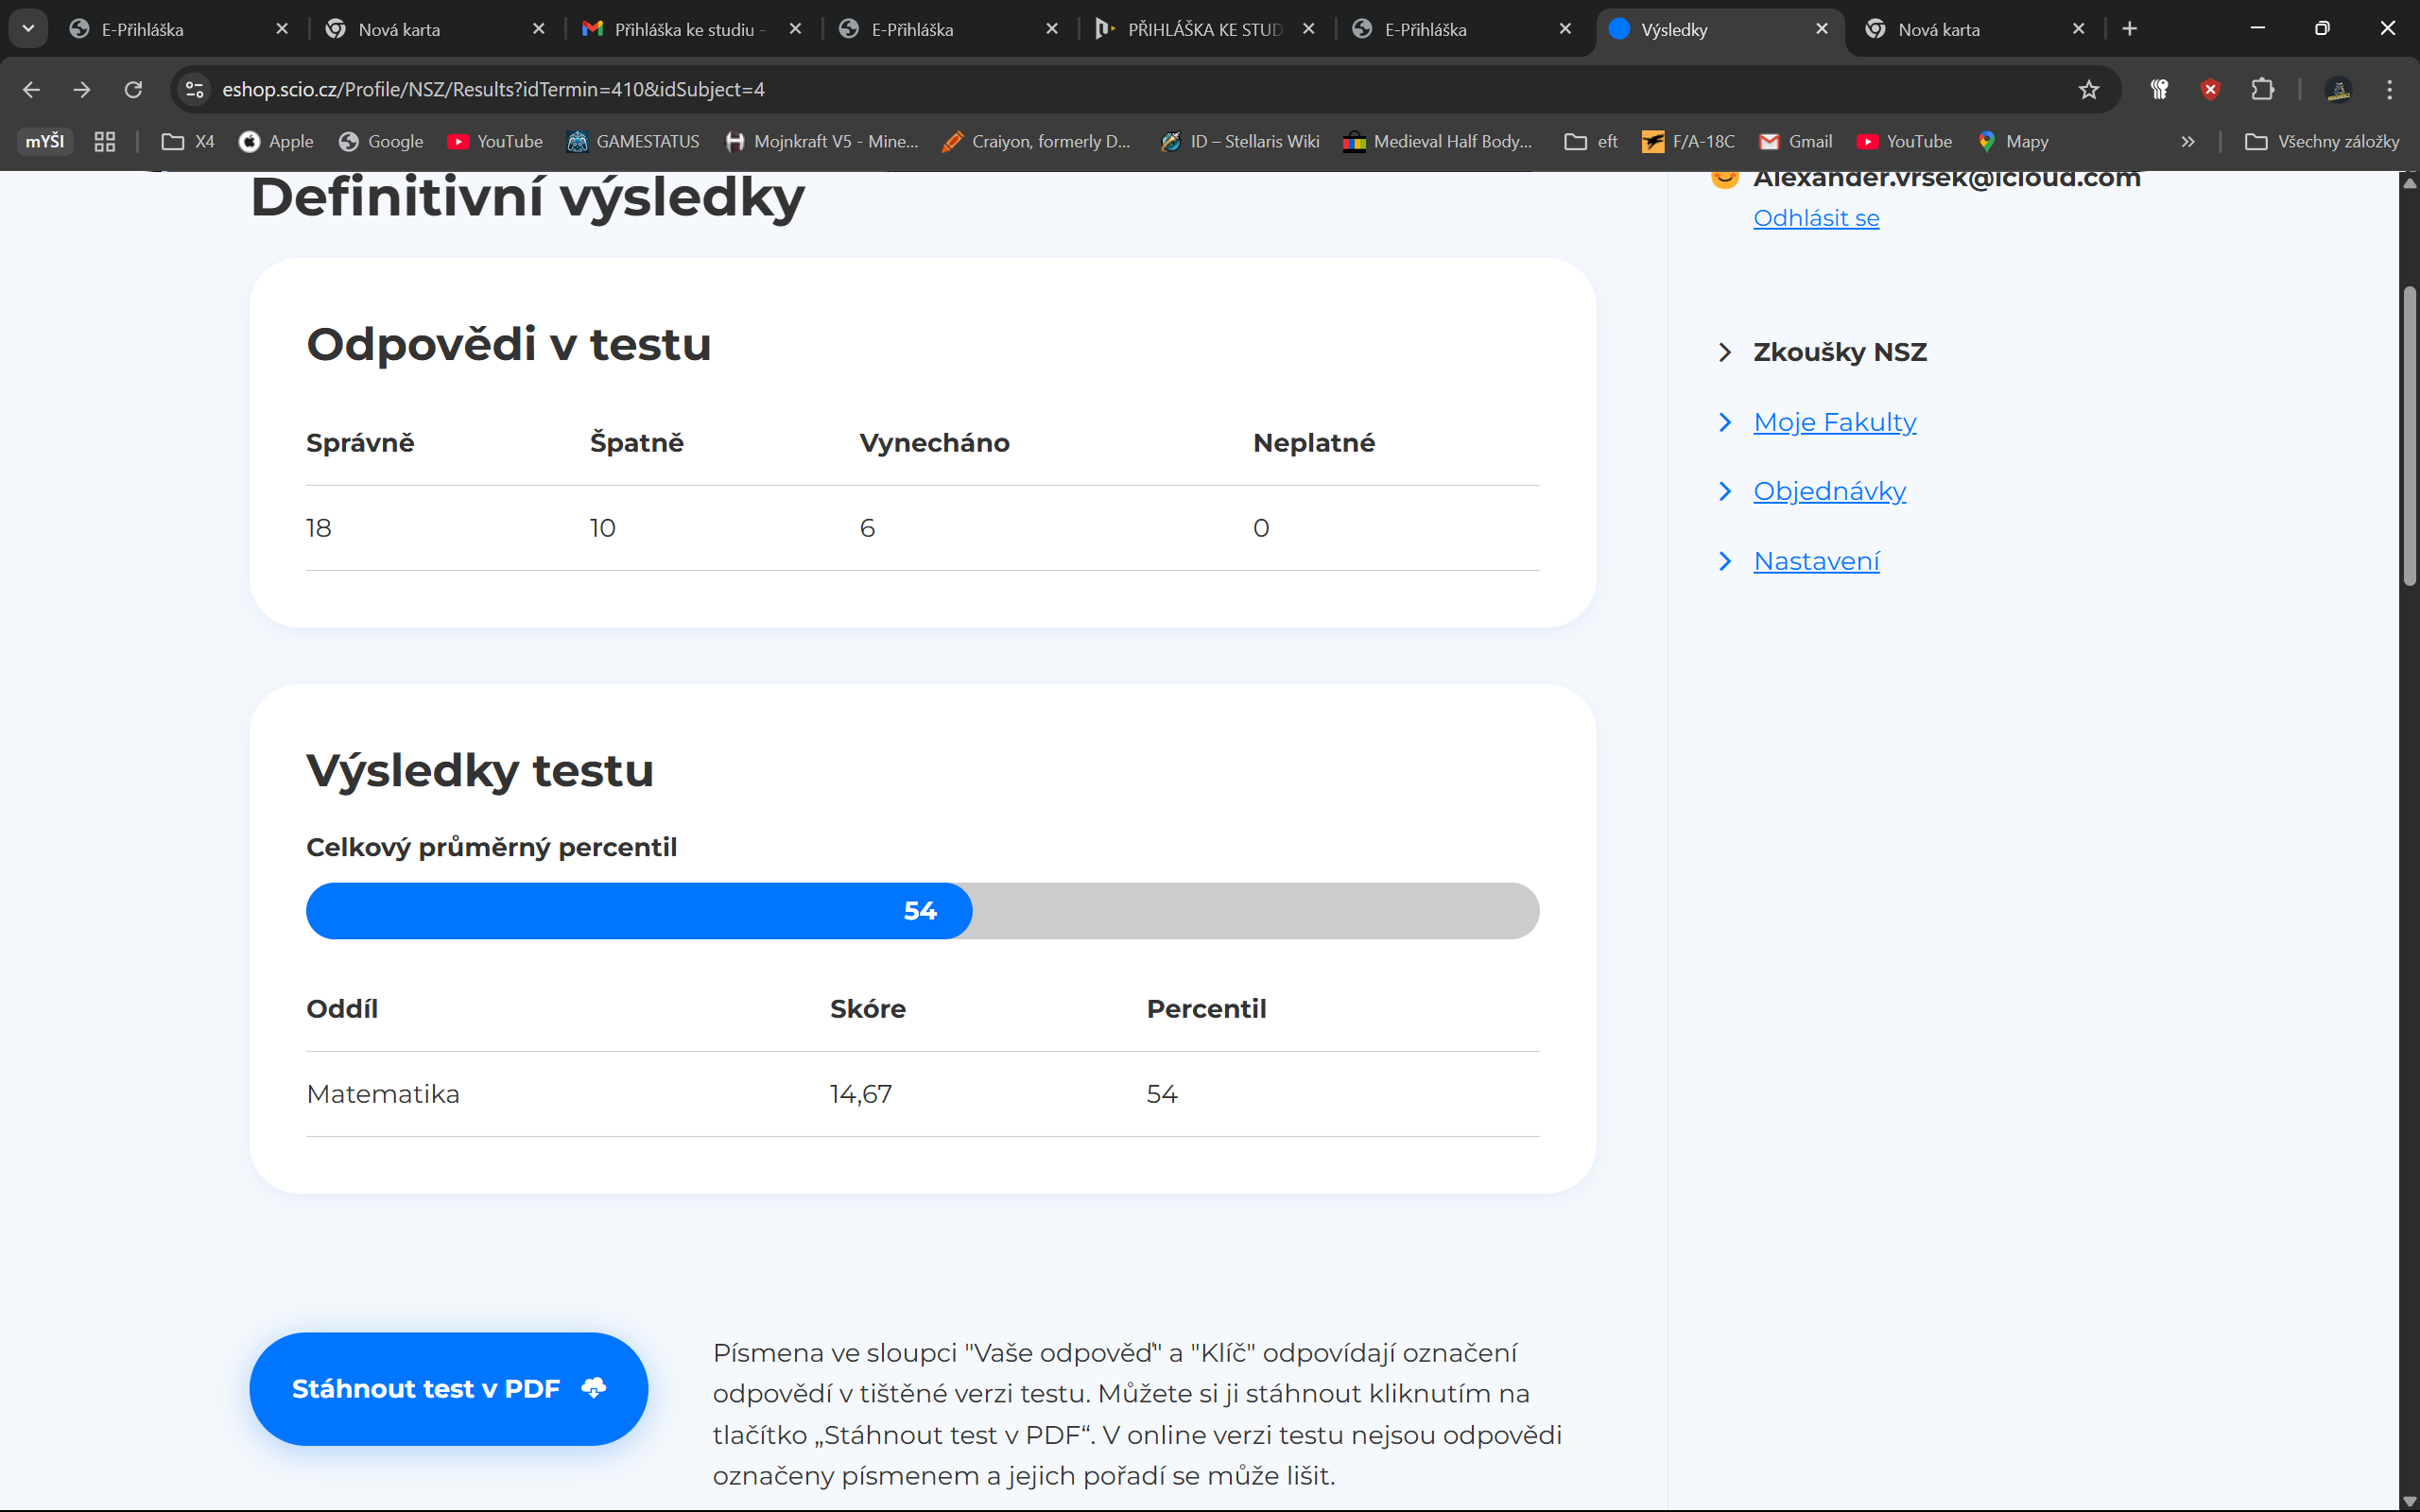 E-Přihláška
Nová karta
Přihláška ke studiu -
E-Přihláška
PŘIHLÁŠKA KE STUD
E-Přihláška
Výsledky
Nová karta
eshop.scio.cz/Profile/NSZ/Results?idTermin=410&idSubject=4
mYŠI
X4
Apple
Google
YouTube
GAMESTATUS
Mojnkraft V5 - Mine...
Craiyon, formerly D...
ID – Stellaris Wiki
Medieval Half Body...
eft
F/A-18C
Gmail
YouTube
Mapy
Všechny záložky
Definitivní výsledky
Odpovědi v testu
Správně Špatně Vynecháno Neplatné
18 10 6 0
Výsledky testu
Celkový průměrný percentil
54
Oddíl Skóre Percentil
Matematika 14,67 54
Stáhnout test v PDF
Písmena ve sloupci "Vaše odpověď" a "Klíč" odpovídají označení
odpovědí v tištěné verzi testu. Můžete si ji stáhnout kliknutím na
tlačítko „Stáhnout test v PDF“. V online verzi testu nejsou odpovědi
označeny písmenem a jejich pořadí se může lišit.
Alexander.vrsek@icloud.com
Odhlásit se
Zkoušky NSZ
Moje Fakulty
Objednávky
Nastavení